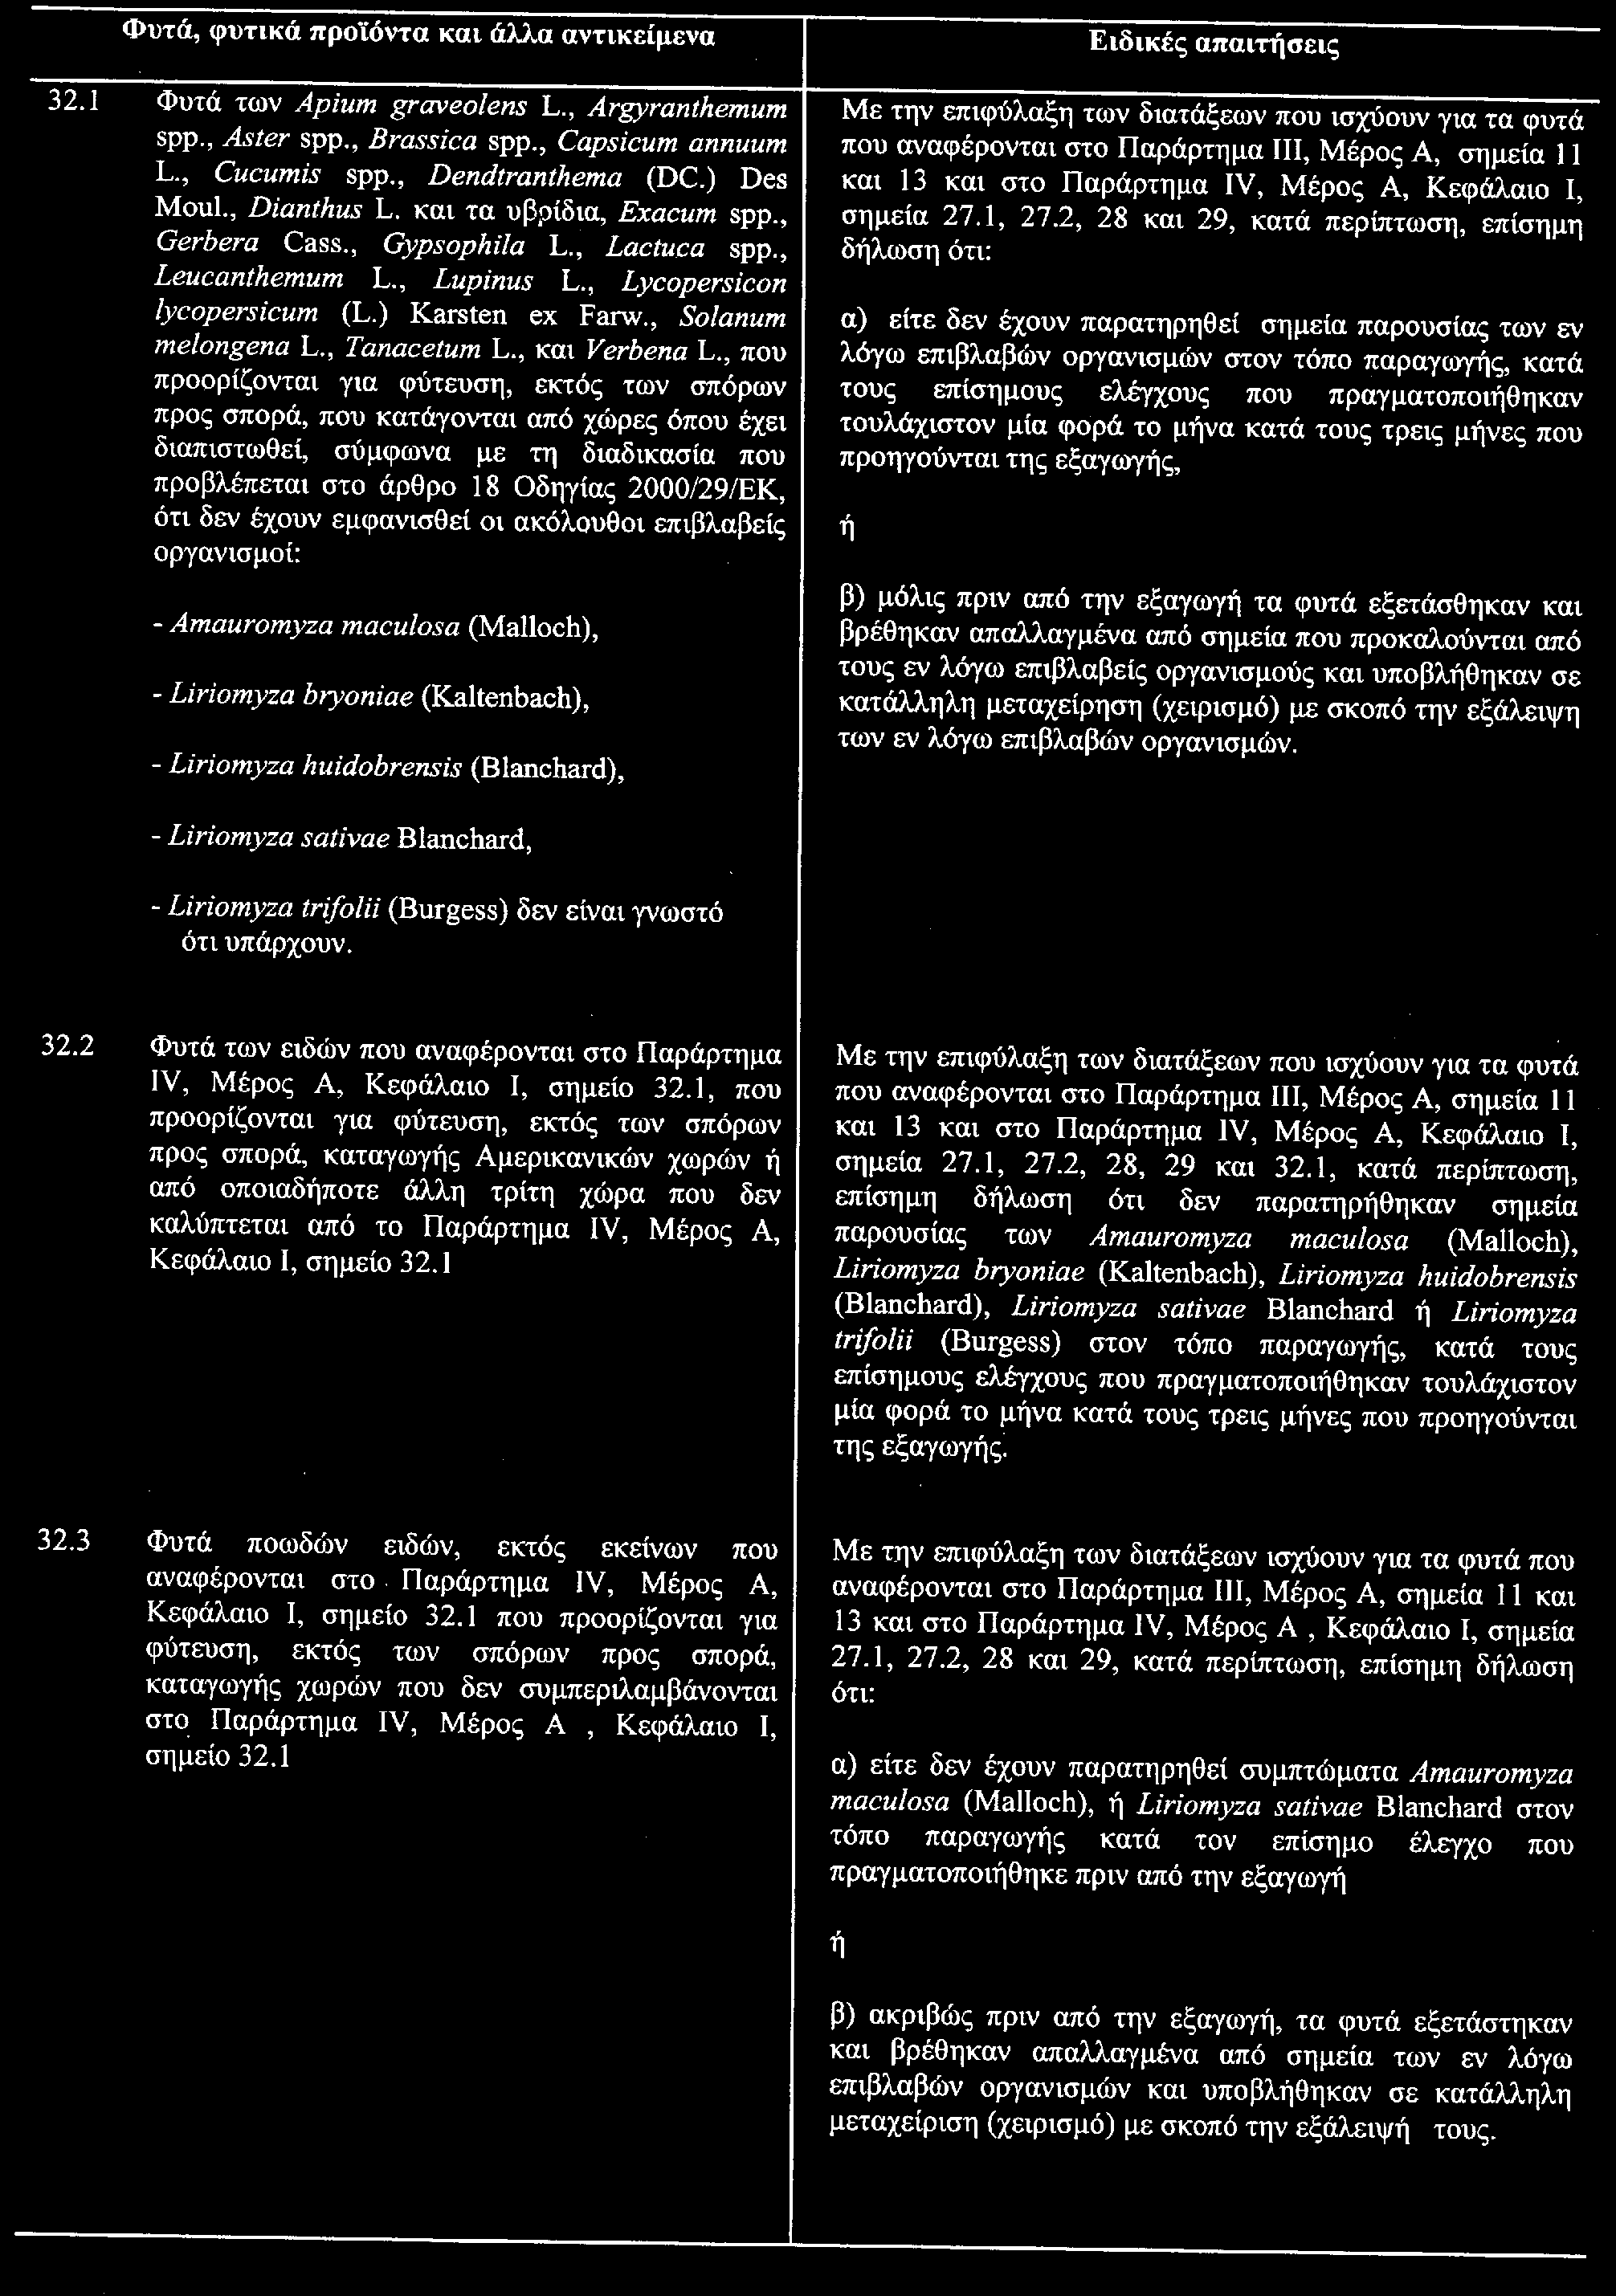 Φυτά, φυτικά προϊόντα και άλλα αντικείμενα
Ειδικές απαιτήσεις
32.1 Φυτά των Apium graveolens L., Argyranthemum
spp., Aster spp., Brassica spp., Capsicum annuum
L., Cucumis spp., Dendtranthema (DC.) Des
Moul., Dianthus L. και τα υβρίδια, Exacum spp.,
Gerbera Cass., Gypsophila L., Lactuca spp.,
Leucanthemum L., Lupinus L., Lycopersicon
lycopersicum (L.) Karsten ex Farw., Solanum
melongena L., Tanacetum L., και Verbena L., που
προορίζονται για φύτευση, εκτός των σπόρων
προς σπορά, που κατάγονται από χώρες όπου έχει
διαπιστωθεί, σύμφωνα με τη διαδικασία που
προβλέπεται στο άρθρο 18 Οδηγίας 2000/29/ΕΚ,
ότι δεν έχουν εμφανισθεί οι ακόλουθοι επιβλαβείς
οργανισμοί:
- Amauromyza maculosa (Malloch),
- Liriomyza bryoniae (Kaltenbach),
- Liriomyza huidobrensis (Blanchard),
- Liriomyza sativae Blanchard,
- Liriomyza trifolii (Burgess) δεν είναι γνωστό
ότι υπάρχουν.
Με την επιφύλαξη των διατάξεων που ισχύουν για τα φυτά
που αναφέρονται στο Παράρτημα ΙΙΙ, Μέρος Α, σημεία 11
και 13 και στο Παράρτημα IV, Μέρος Α, Κεφάλαιο Ι,
σημεία 27.1, 27.2, 28 και 29, κατά περίπτωση, επίσημη
δήλωση ότι:
α) είτε δεν έχουν παρατηρηθεί σημεία παρουσίας των εν
λόγω επιβλαβών οργανισμών στον τόπο παραγωγής, κατά
τους επίσημους ελέγχους που πραγματοποιήθηκαν
τουλάχιστον μία φορά το μήνα κατά τους τρεις μήνες που
προηγούνται της εξαγωγής,
ή
β) μόλις πριν από την εξαγωγή τα φυτά εξετάσθηκαν και
βρέθηκαν απαλλαγμένα από σημεία που προκαλούνται από
τους εν λόγω επιβλαβείς οργανισμούς και υποβλήθηκαν σε
κατάλληλη μεταχείρηση (χειρισμό) με σκοπό την εξάλειψη
των εν λόγω επιβλαβών οργανισμών.
32.2 Φυτά των ειδών που αναφέρονται στο Παράρτημα
IV, Μέρος Α, Κεφάλαιο Ι, σημείο 32.1, που
προορίζονται για φύτευση, εκτός των σπόρων
προς σπορά, καταγωγής Αμερικανικών χωρών ή
από οποιαδήποτε άλλη τρίτη χώρα που δεν
καλύπτεται από το Παράρτημα IV, Μέρος Α,
Κεφάλαιο Ι, σημείο 32.1
Με την επιφύλαξη των διατάξεων που ισχύουν για τα φυτά
που αναφέρονται στο Παράρτημα ΙΙΙ, Μέρος Α, σημεία 11
και 13 και στο Παράρτημα IV, Μέρος Α, Κεφάλαιο Ι,
σημεία 27.1, 27.2, 28, 29 και 32.1, κατά περίπτωση,
επίσημη δήλωση ότι δεν παρατηρήθηκαν σημεία
παρουσίας των Amauromyza maculosa (Malloch),
Liriomyza bryoniae (Kaltenbach), Liriomyza huidobrensis
(Blanchard), Liriomyza sativae Blanchard ή Liriomyza
trifolii (Burgess) στον τόπο παραγωγής, κατά τους
επίσημους ελέγχους που πραγματοποιήθηκαν τουλάχιστον
μία φορά το μήνα κατά τους τρεις μήνες που προηγούνται
της εξαγωγής.
32.3 Φυτά ποωδών ειδών, εκτός εκείνων που
αναφέρονται στο Παράρτημα IV, Μέρος Α,
Κεφάλαιο Ι, σημείο 32.1 που προορίζονται για
φύτευση, εκτός των σπόρων προς σπορά,
καταγωγής χωρών που δεν συμπεριλαμβάνονται
στο Παράρτημα IV, Μέρος Α , Κεφάλαιο Ι,
σημείο 32.1
Με την επιφύλαξη των διατάξεων ισχύουν για τα φυτά που
αναφέρονται στο Παράρτημα ΙΙΙ, Μέρος Α, σημεία 11 και
13 και στο Παράρτημα IV, Μέρος Α , Κεφάλαιο Ι, σημεία
27.1, 27.2, 28 και 29, κατά περίπτωση, επίσημη δήλωση
ότι:
α) είτε δεν έχουν παρατηρηθεί συμπτώματα Amauromyza
maculosa (Malloch), ή Liriomyza sativae Blanchard στον
τόπο παραγωγής κατά τον επίσημο έλεγχο που
πραγματοποιήθηκε πριν από την εξαγωγή
ή
β) ακριβώς πριν από την εξαγωγή, τα φυτά εξετάστηκαν
και βρέθηκαν απαλλαγμένα από σημεία των εν λόγω
επιβλαβών οργανισμών και υποβλήθηκαν σε κατάλληλη
μεταχείριση (χειρισμό) με σκοπό την εξάλειψή τους.